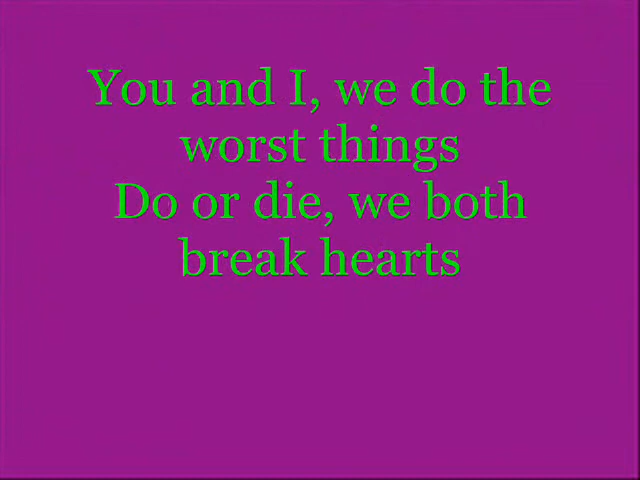 You and I, we do the
worst things
Do or die, we both
break hearts